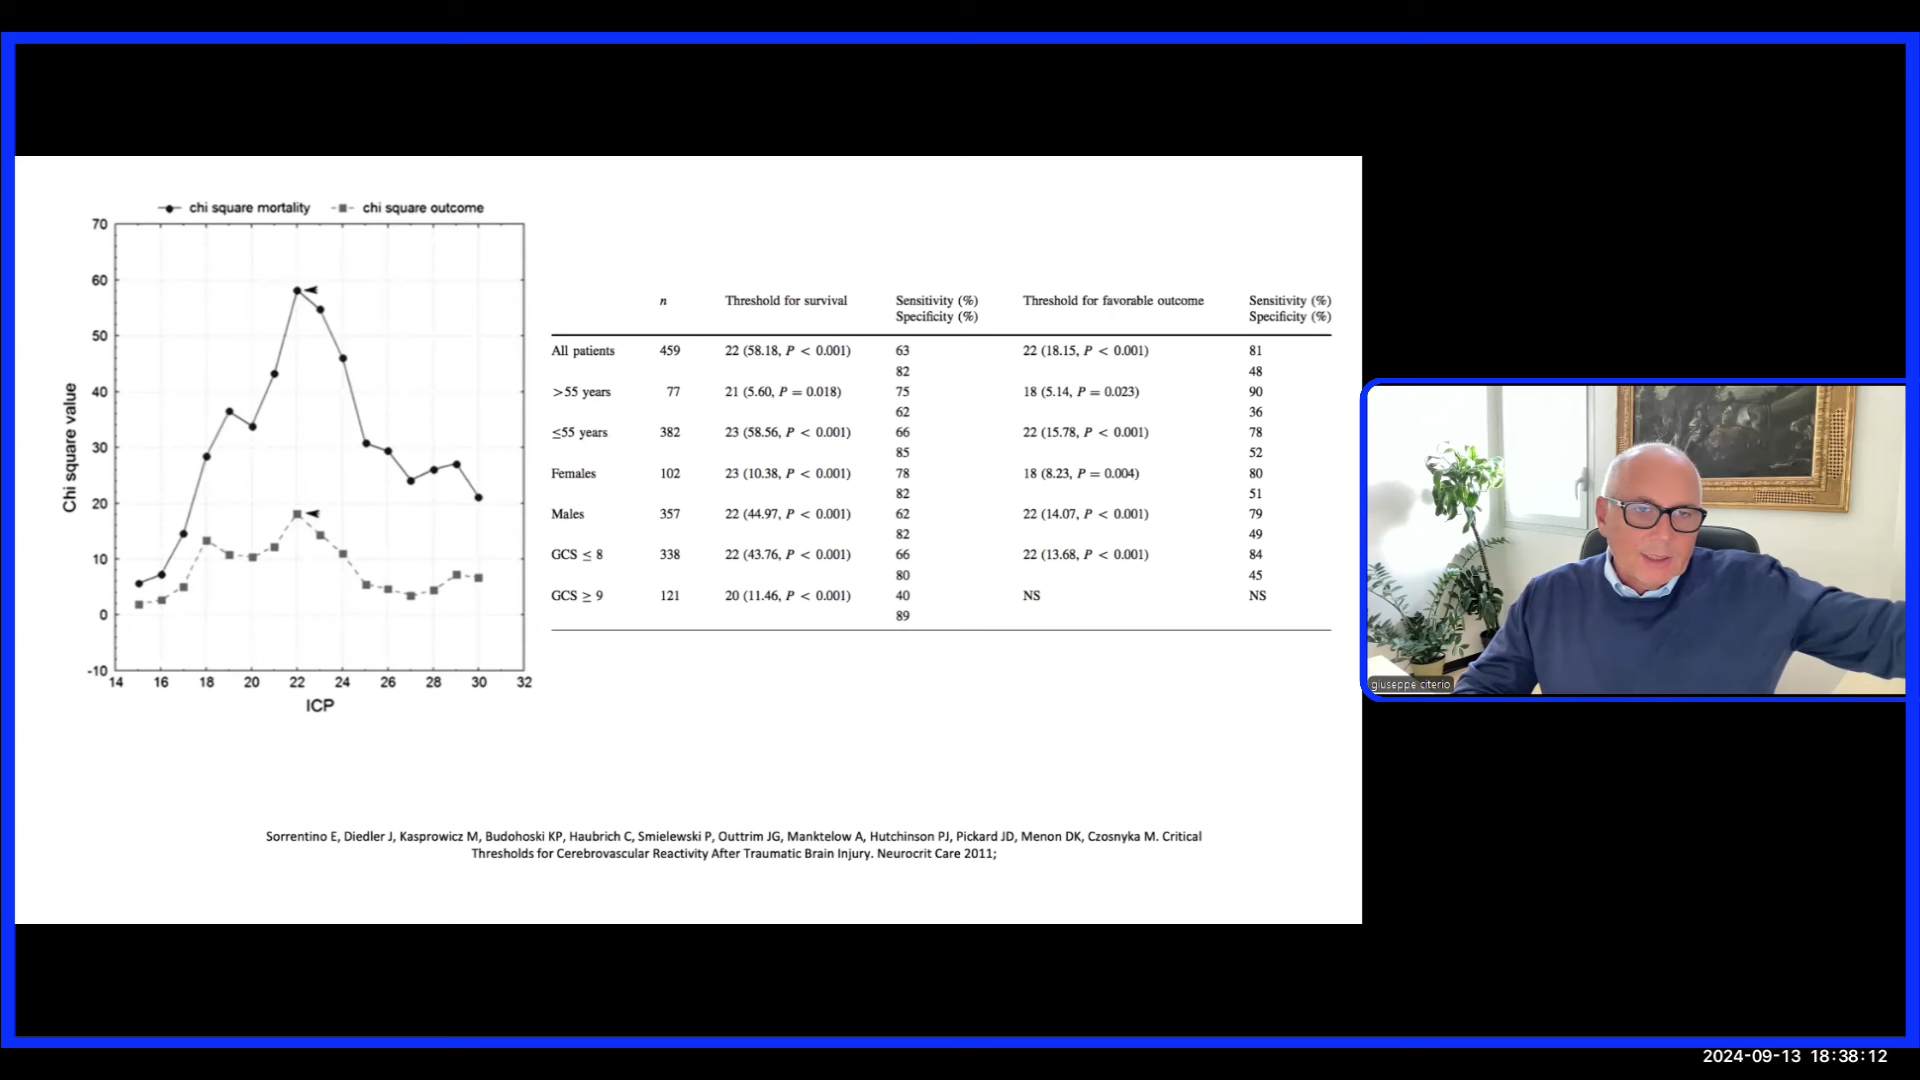 chi square mortality chi square outcome
70
60
50
40
30
20
10
0
-10
Chi square value
14 16 18 20 22 24 26 28 30 32
ICP
n Threshold for survival Sensitivity (%) Threshold for favorable outcome Sensitivity (%)
Specificity (%) Specificity (%)
All patients 459 22 (58.18, P < 0.001) 63 22 (18.15, P < 0.001) 81
82 48
>55 years 77 21 (5.60, P = 0.018) 75 18 (5.14, P = 0.023) 90
62 36
≤55 years 382 23 (58.56, P < 0.001) 66 22 (15.78, P < 0.001) 78
85 52
Females 102 23 (10.38, P < 0.001) 78 18 (8.23, P = 0.004) 80
82 51
Males 357 22 (44.97, P < 0.001) 62 22 (14.07, P < 0.001) 79
82 49
GCS ≤ 8 338 22 (43.76, P < 0.001) 66 22 (13.68, P < 0.001) 84
80 45
GCS ≥ 9 121 20 (11.46, P < 0.001) 40 NS NS
89
Sorrentino E, Diedler J, Kasprowicz M, Budohoski KP, Haubrich C, Smielewski P, Outtrim JG, Manktelow A, Hutchinson PJ, Pickard JD, Menon DK, Czosnyka M. Critical
Thresholds for Cerebrovascular Reactivity After Traumatic Brain Injury. Neurocrit Care 2011;
giuseppe citerio
2024-09-13 18:38:12